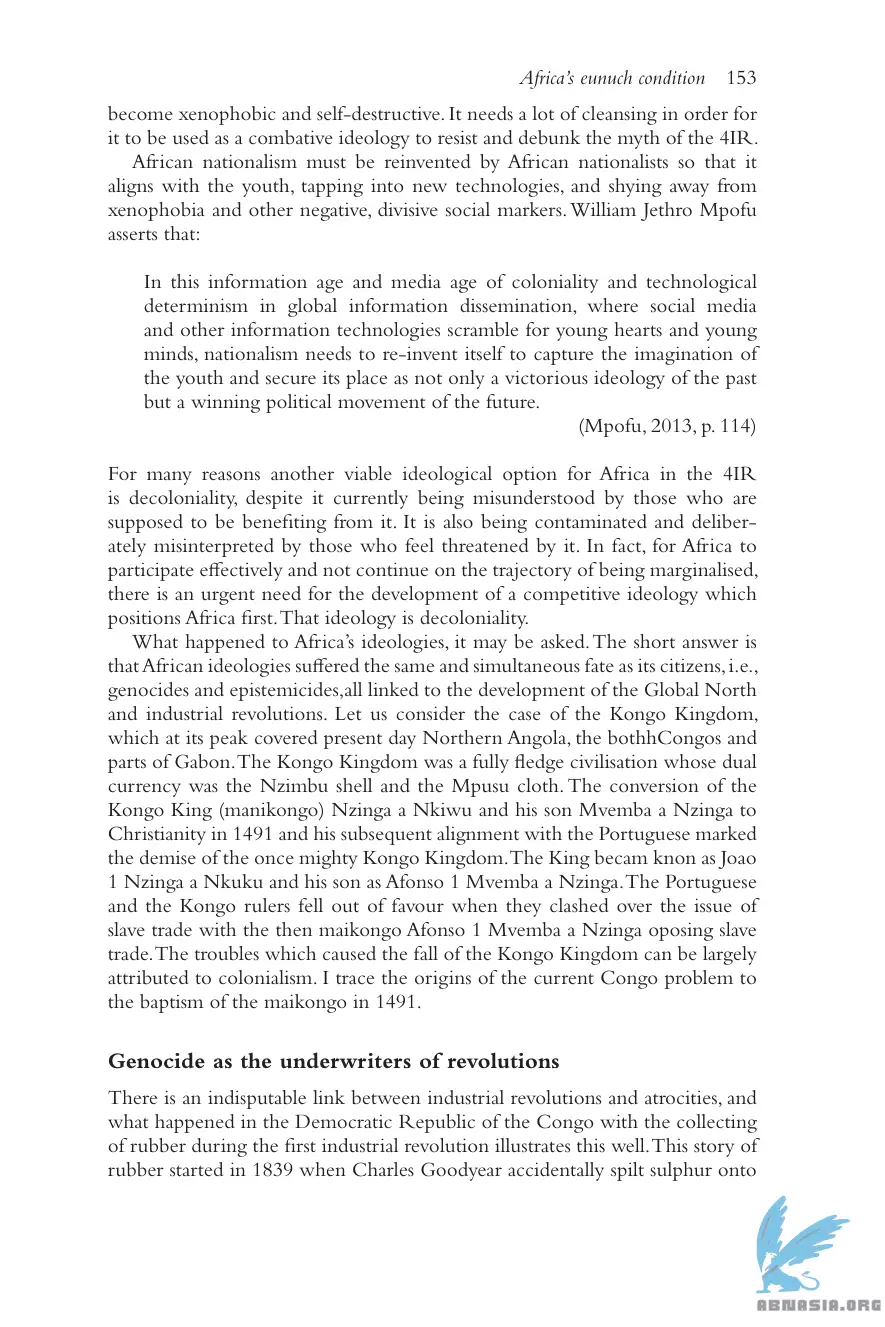 Africa's eunuch condition 153
become xenophobic and self-destructive. It needs a lot of cleansing in order for
it to be used as a combative ideology to resist and debunk the myth of the 4IR.
African nationalism must be reinvented by African nationalists so that it
aligns with the youth, tapping into new technologies, and shying away from
xenophobia and other negative, divisive social markers. William Jethro Mpofu
asserts that:
In this information age and media age of coloniality and technological
determinism in global information dissemination, where social media
and other information technologies scramble for young hearts and young
minds, nationalism needs to re-invent itself to capture the imagination of
the youth and secure its place as not only a victorious ideology of the past
but a winning political movement of the future.
(Mpofu, 2013, p. 114)
For many reasons another viable ideological option for Africa in the 4IR
is decoloniality, despite it currently being misunderstood by those who are
supposed to be benefiting from it. It is also being contaminated and deliber-
ately misinterpreted by those who feel threatened by it. In fact, for Africa to
participate effectively and not continue on the trajectory of being marginalised,
there is an urgent need for the development of a competitive ideology which
positions Africa first. That ideology is decoloniality.
What happened to Africa's ideologies, it may be asked. The short answer is
that African ideologies suffered the same and simultaneous fate as its citizens, i.e.,
genocides and epistemicides,all linked to the development of the Global North
and industrial revolutions. Let us consider the case of the Kongo Kingdom,
which at its peak covered present day Northern Angola, the bothhCongos and
parts of Gabon. The Kongo Kingdom was a fully fledge civilisation whose dual
currency was the Nzimbu shell and the Mpusu cloth. The conversion of the
Kongo King (manikongo) Nzinga a Nkiwu and his son Mvemba a Nzinga to
Christianity in 1491 and his subsequent alignment with the Portuguese marked
the demise of the once mighty Kongo Kingdom. The King becam knon as Joao
1 Nzinga a Nkuku and his son as Afonso 1 Mvemba a Nzinga. The Portuguese
and the Kongo rulers fell out of favour when they clashed over the issue of
slave trade with the then maikongo Afonso 1 Mvemba a Nzinga oposing slave
trade. The troubles which caused the fall of the Kongo Kingdom can be largely
attributed to colonialism. I trace the origins of the current Congo problem to
the baptism of the maikongo in 1491.
Genocide as the underwriters of revolutions
There is an indisputable link between industrial revolutions and atrocities, and
what happened in the Democratic Republic of the Congo with the collecting
of rubber during the first industrial revolution illustrates this well. This story of
rubber started in 1839 when Charles Goodyear accidentally spilt sulphur onto
ABNASIA.ORG